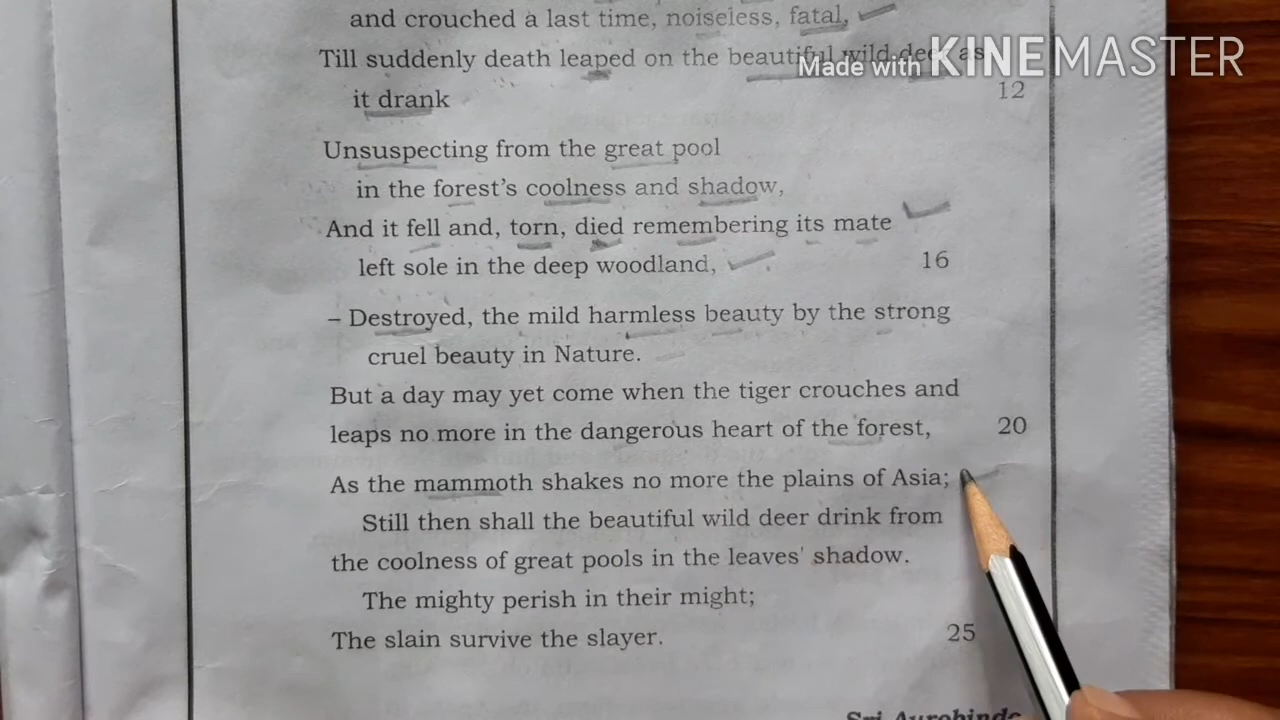 and crouched a last time, noiseless, fatal,
Till suddenly death leaped on the beautiful wild deer as
Made with KINEMASTER
it drank
12
Unsuspecting from the great pool
in the forest's coolness and shadow,
And it fell and, torn, died remembering its mate
left sole in the deep woodland,
16
– Destroyed, the mild harmless beauty by the strong
cruel beauty in Nature.
But a day may yet come when the tiger crouches and
leaps no more in the dangerous heart of the forest,
20
As the mammoth shakes no more the plains of Asia;
Still then shall the beautiful wild deer drink from
the coolness of great pools in the leaves' shadow.
The mighty perish in their might;
The slain survive the slayer.
25
Sri Aurobindo